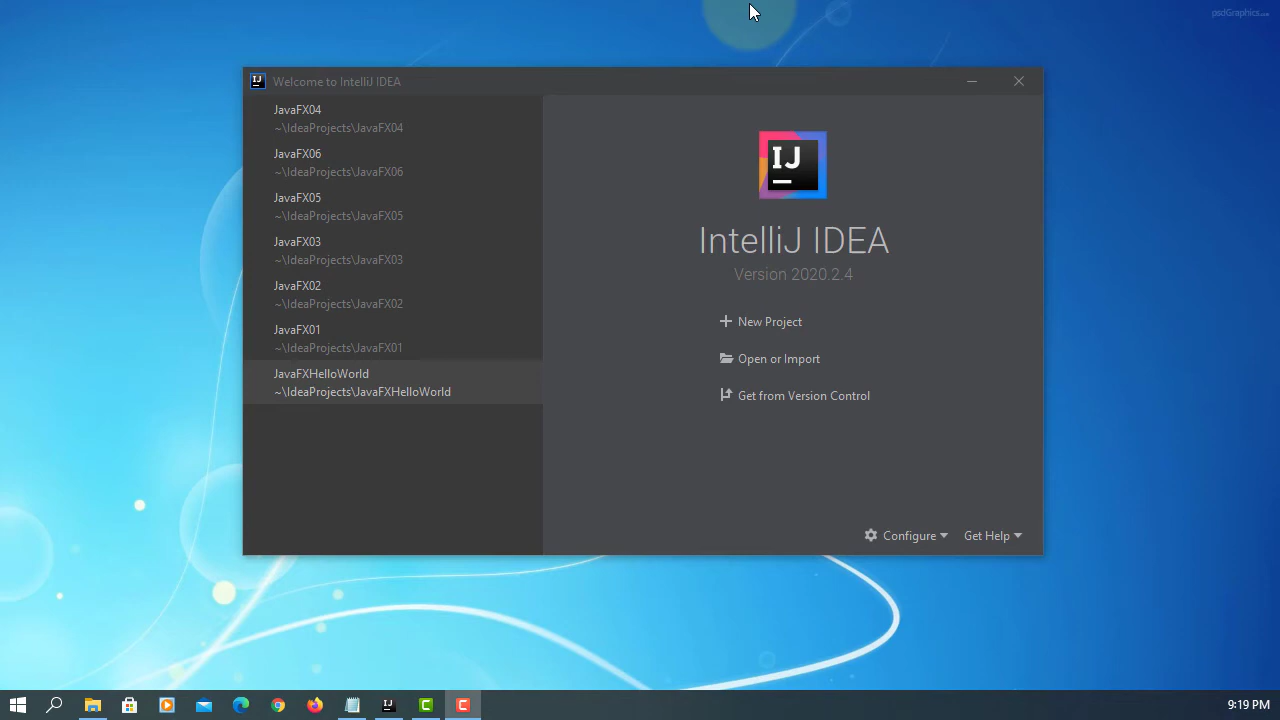 psdGraphics.com
Welcome to IntelliJ IDEA
JavaFX04
~\IdeaProjects\JavaFX04
JavaFX06
~\IdeaProjects\JavaFX06
JavaFX05
~\IdeaProjects\JavaFX05
JavaFX03
~\IdeaProjects\JavaFX03
JavaFX02
~\IdeaProjects\JavaFX02
JavaFX01
~\IdeaProjects\JavaFX01
JavaFXHelloWorld
~\IdeaProjects\JavaFXHelloWorld
IJ
IntelliJ IDEA
Version 2020.2.4
New Project
Open or Import
Get from Version Control
Configure
Get Help
9:19 PM